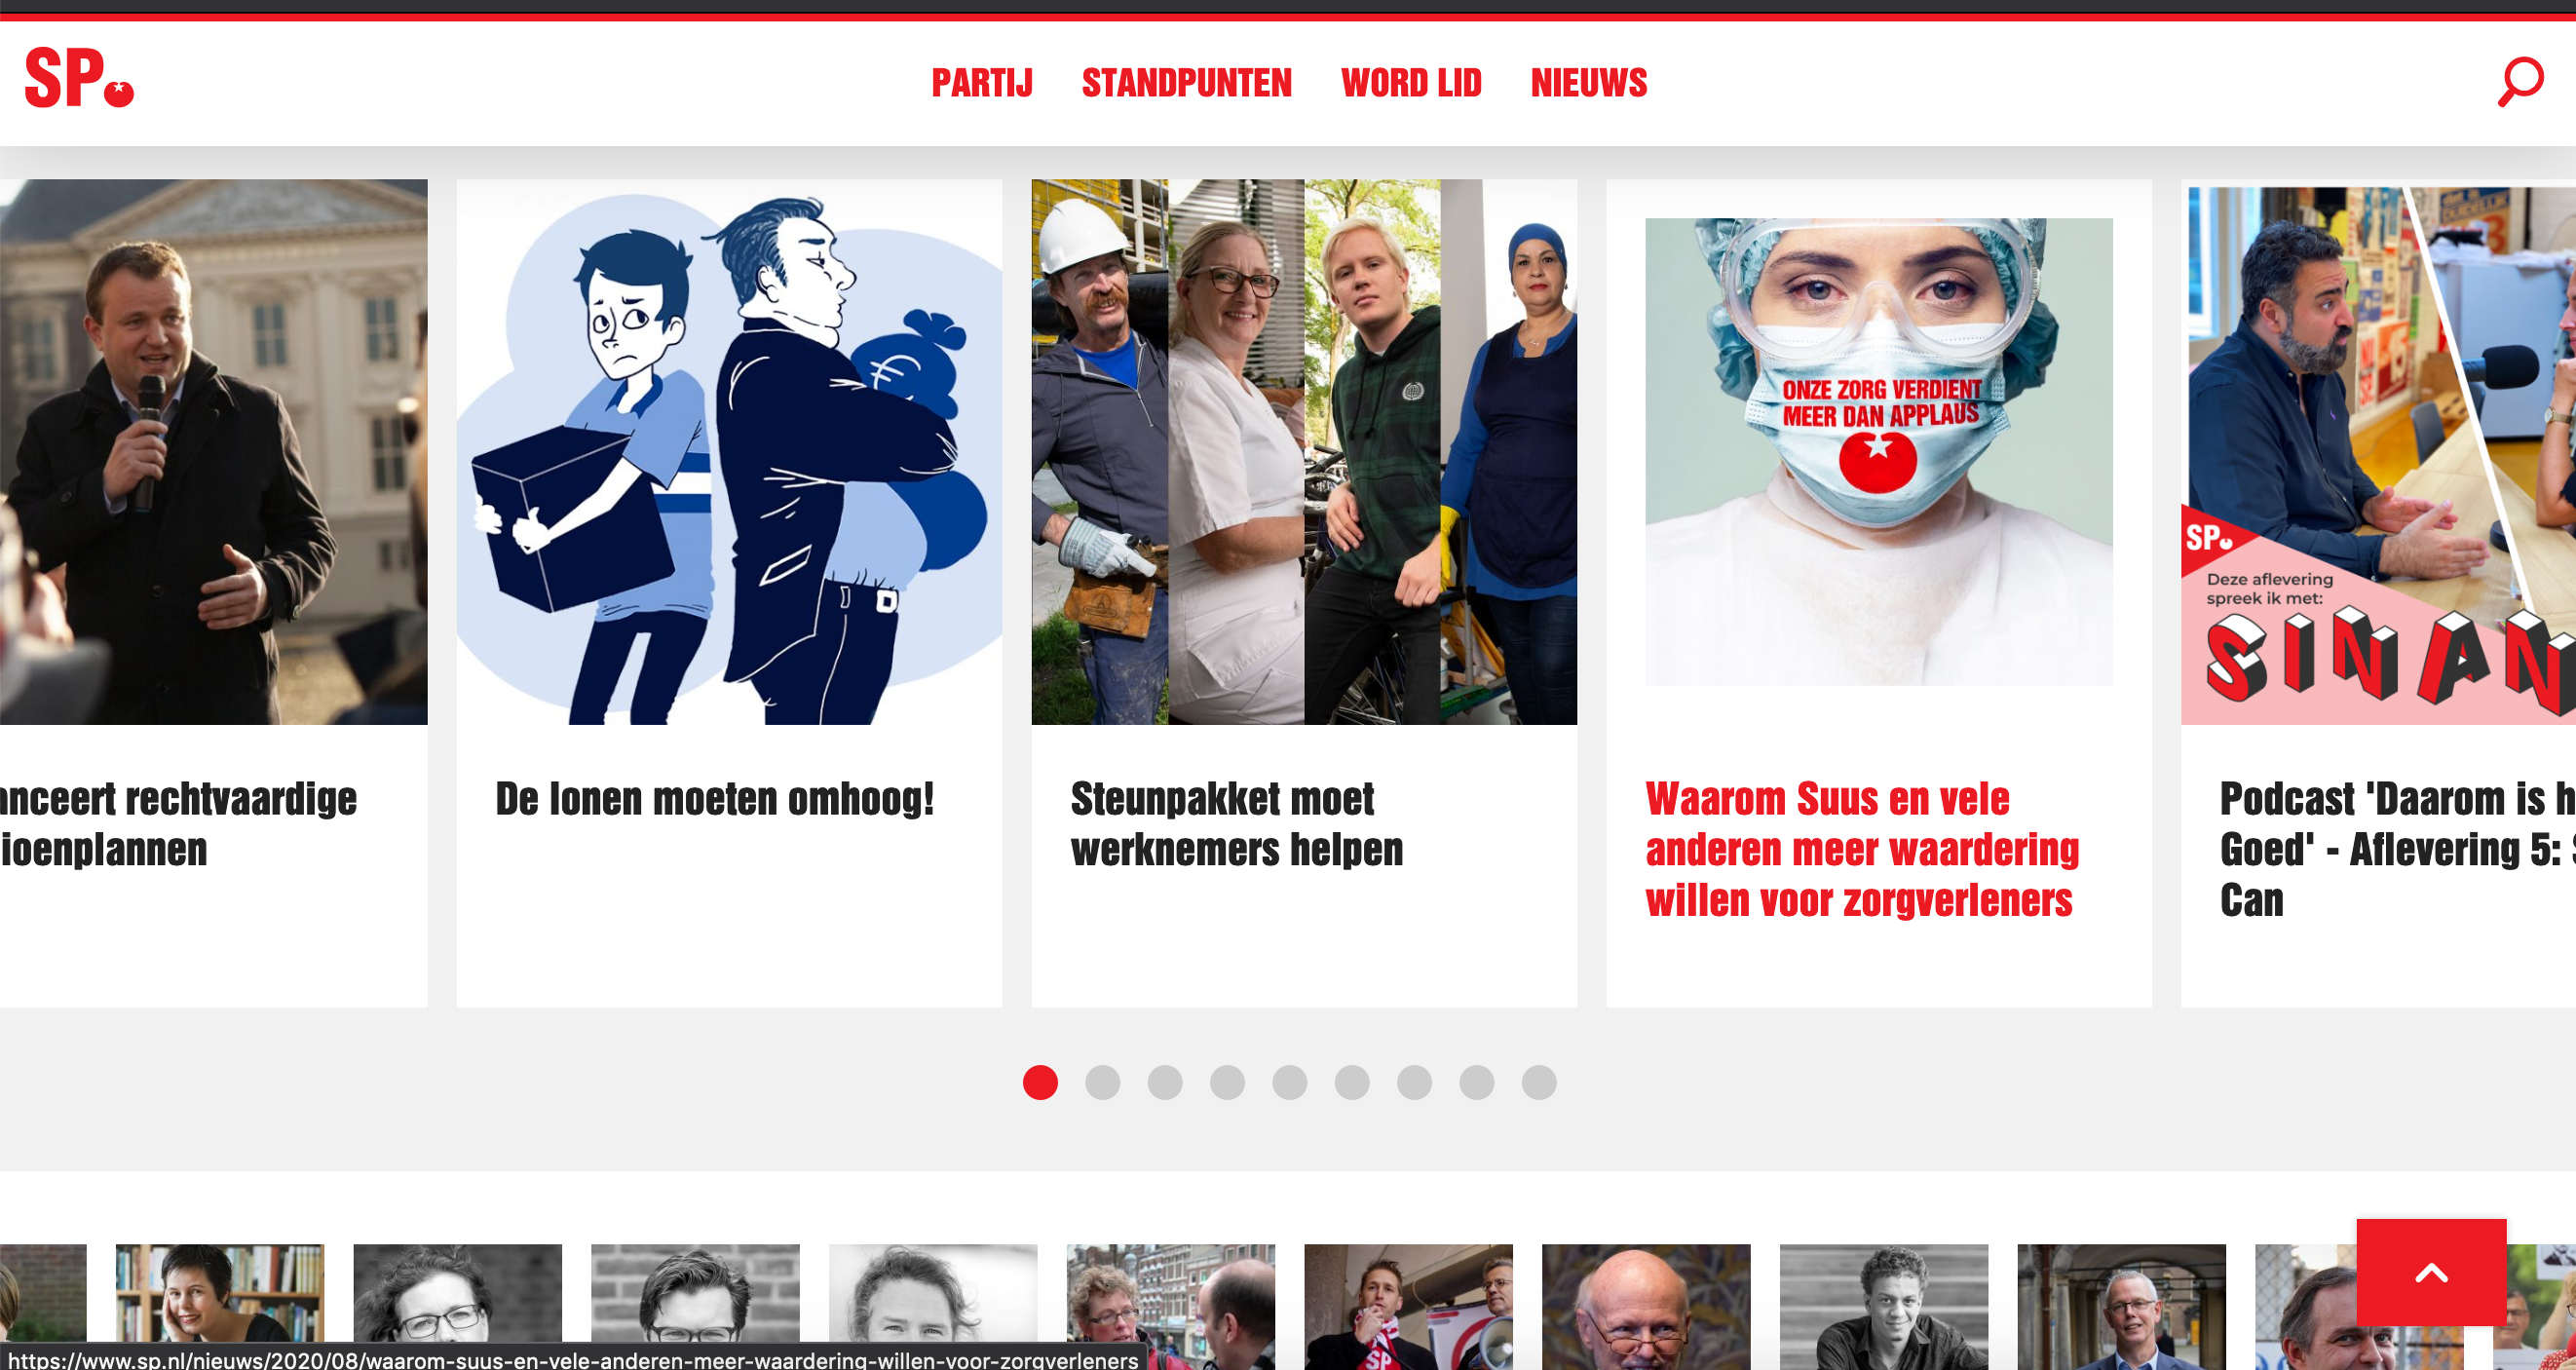 SP.
PARTIJ STANDPUNTEN WORD LID NIEUWS
ONZE ZORG VERDIENT
MEER DAN APPLAUS
SP.
Deze aflevering
spreek ik met:
SINAN
anceert rechtvaardige
ioenplannen
De lonen moeten omhoog!
Steunpakket moet
werknemers helpen
Waarom Suus en vele
anderen meer waardering
willen voor zorgverleners
Podcast 'Daarom is h
Goed' - Aflevering 5: S
Can
SP
https://www.sp.nl/nieuws/2020/08/waarom-suus-en-vele-anderen-meer-waardering-willen-voor-zorgverleners